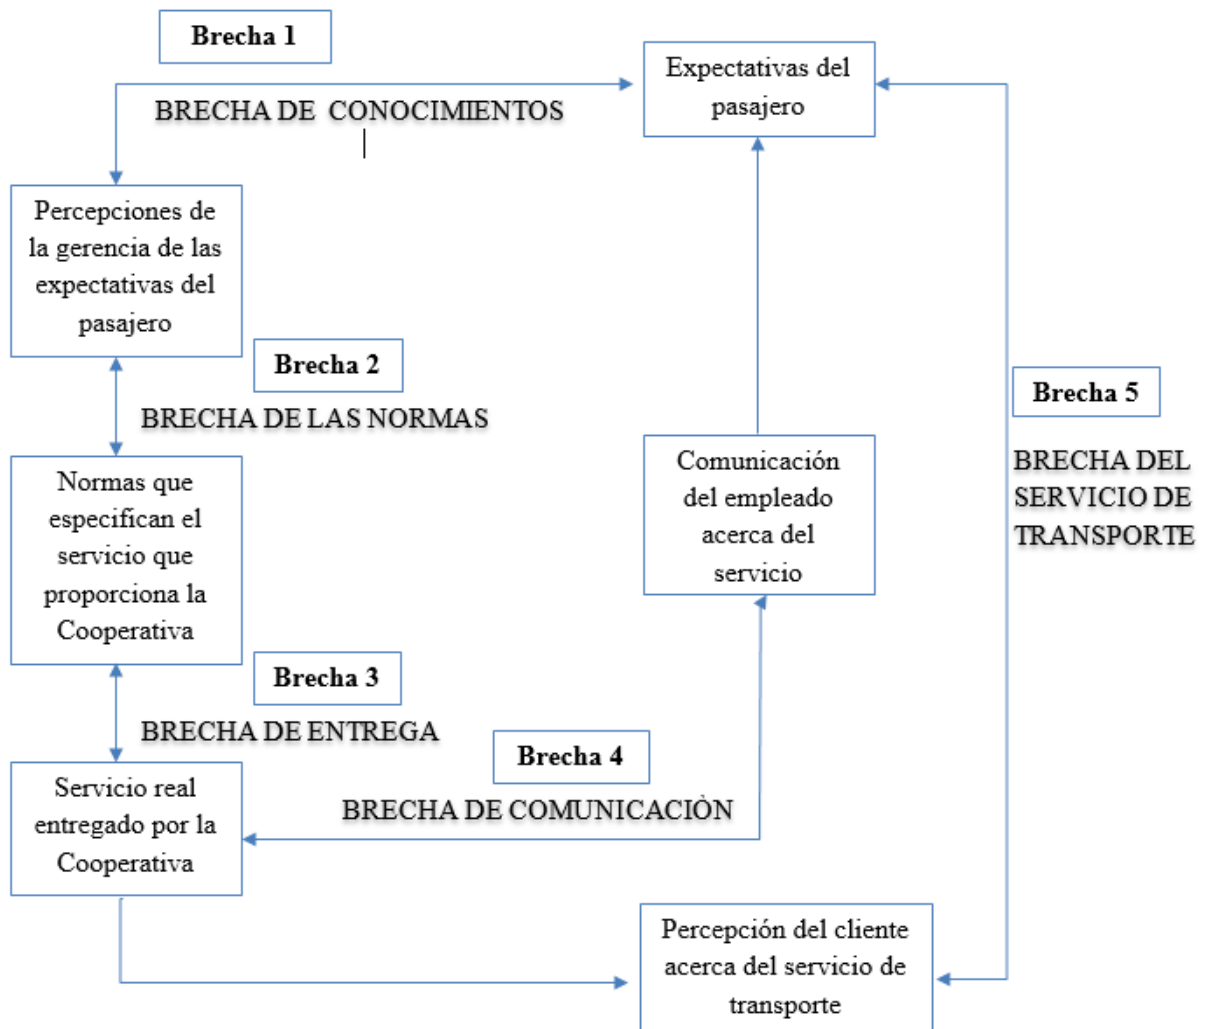 Brecha 1
Expectativas del
pasajero
BRECHA DE CONOCIMIENTOS
Percepciones de
la gerencia de las
expectativas del
pasajero
Brecha 2
BRECHA DE LAS NORMAS
Brecha 5
BRECHA DEL
SERVICIO DE
TRANSPORTE
Normas que
especifican el
servicio que
proporciona la
Cooperativa
Comunicación
del empleado
acerca del
servicio
Brecha 3
BRECHA DE ENTREGA
Brecha 4
BRECHA DE COMUNICACIÒN
Servicio real
entregado por la
Cooperativa
Percepción del cliente
acerca del servicio de
transporte